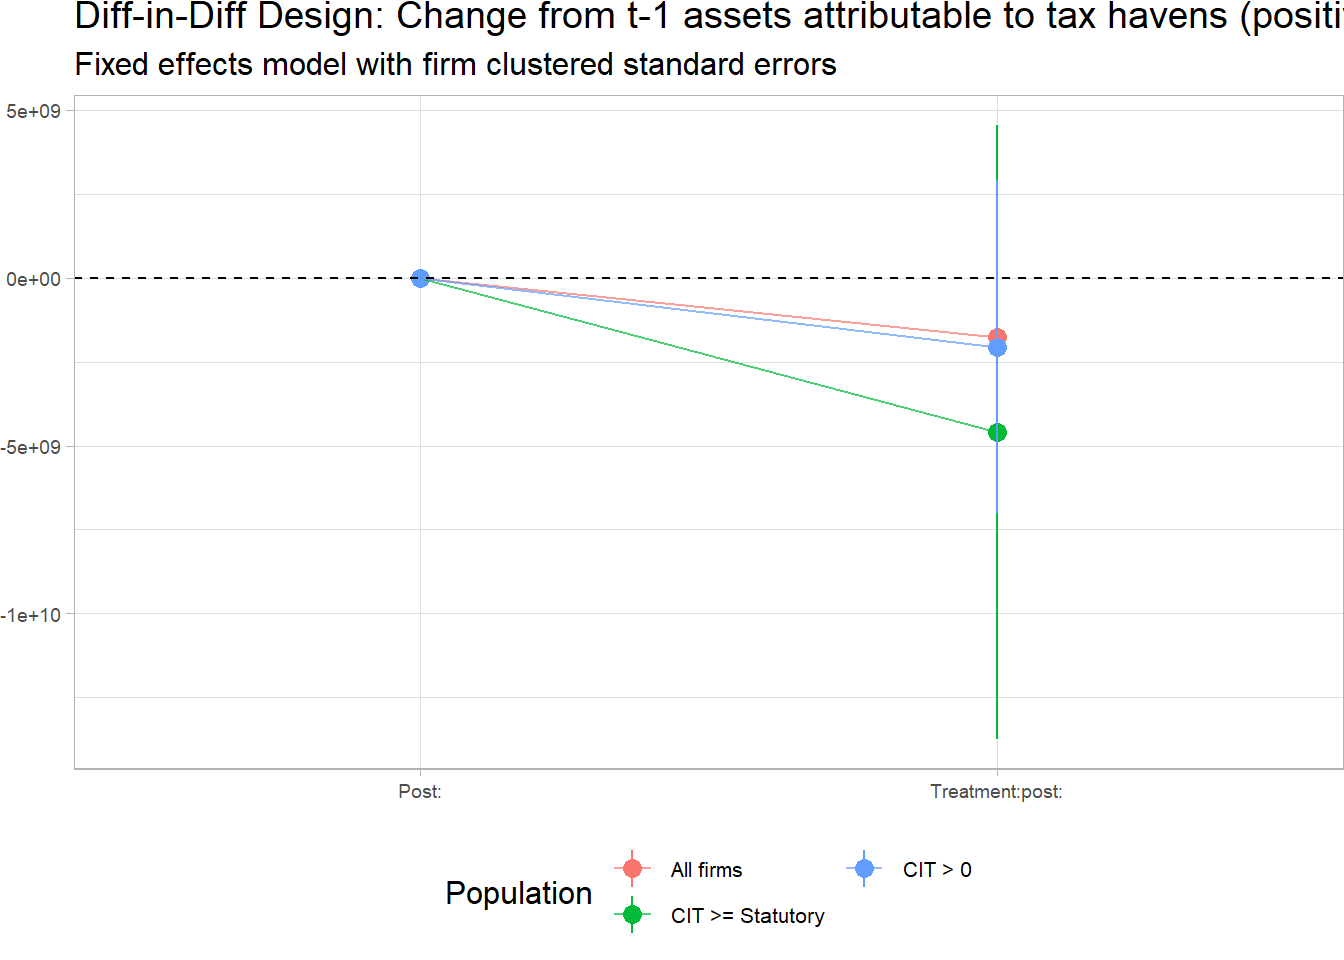 Diff-in-Diff Design: Change from t-1 assets attributable to tax havens (positi
Fixed effects model with firm clustered standard errors
5e+09
0e+00
-5e+09
-1e+10
Post:
Treatment:post:
Population
All firms
CIT >= Statutory
CIT > 0